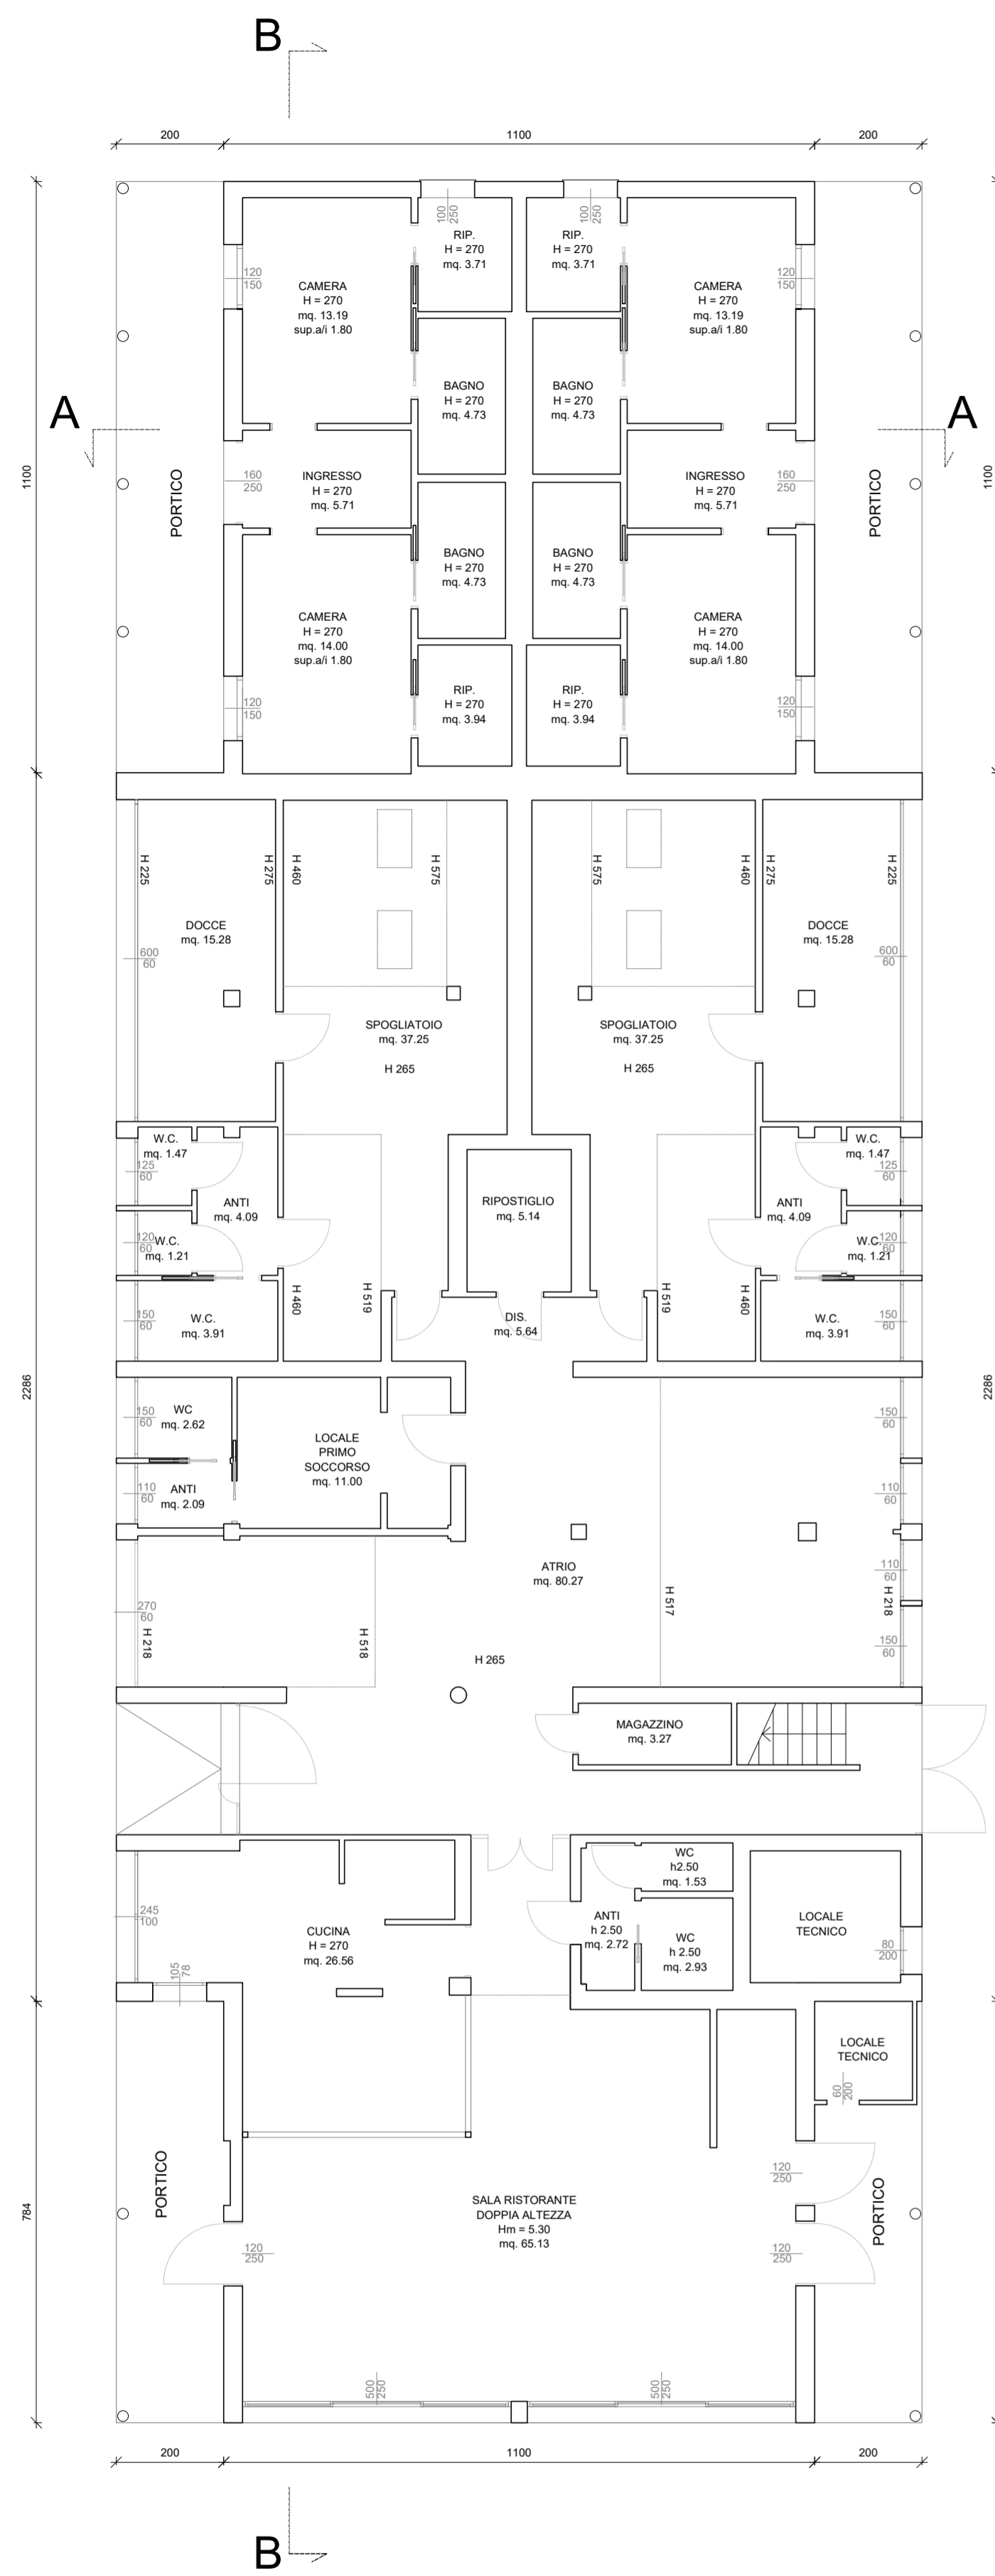 B
200
1100
200
100
250
100
250
RIP.
H = 270
mq. 3.71
RIP.
H = 270
mq. 3.71
120
150
CAMERA
H = 270
mq. 13.19
sup.a/i 1.80
CAMERA
H = 270
mq. 13.19
sup.a/i 1.80
120
150
BAGNO
H = 270
mq. 4.73
BAGNO
H = 270
mq. 4.73
A
A
1100
PORTICO
160
250
INGRESSO
H = 270
mq. 5.71
INGRESSO
H = 270
mq. 5.71
160
250
PORTICO
1100
BAGNO
H = 270
mq. 4.73
BAGNO
H = 270
mq. 4.73
CAMERA
H = 270
mq. 14.00
sup.a/i 1.80
CAMERA
H = 270
mq. 14.00
sup.a/i 1.80
120
150
RIP.
H = 270
mq. 3.94
RIP.
H = 270
mq. 3.94
120
150
H 225
H 275
H 460
H 575
H 575
H 460
H 275
H 225
DOCCE
mq. 15.28
DOCCE
mq. 15.28
600
60
600
60
SPOGLIATOIO
mq. 37.25
H 265
SPOGLIATOIO
mq. 37.25
H 265
W.C.
mq. 1.47
125
60
W.C.
mq. 1.47
125
60
ANTI
mq. 4.09
RIPOSTIGLIO
mq. 5.14
ANTI
mq. 4.09
120
60
W.C.
mq. 1.21
W.C.
120
60
mq. 1.21
H 460
H 519
H 519
H 460
150
60
W.C.
mq. 3.91
DIS.
mq. 5.64
W.C.
mq. 3.91
150
60
2286
2286
150
60
WC
mq. 2.62
LOCALE
PRIMO
SOCCORSO
mq. 11.00
150
60
110
60
ANTI
mq. 2.09
110
60
ATRIO
mq. 80.27
110
60
270
60
H 218
H 518
H 517
H 218
150
60
H 265
MAGAZZINO
mq. 3.27
WC
h2.50
mq. 1.53
245
100
CUCINA
H = 270
mq. 26.56
ANTI
h 2.50
mq. 2.72
WC
h 2.50
mq. 2.93
LOCALE
TECNICO
80
200
105
78
LOCALE
TECNICO
60
200
784
PORTICO
120
250
SALA RISTORANTE
DOPPIA ALTEZZA
Hm = 5.30
mq. 65.13
120
250
120
250
PORTICO
500
250
500
250
200
1100
200
B